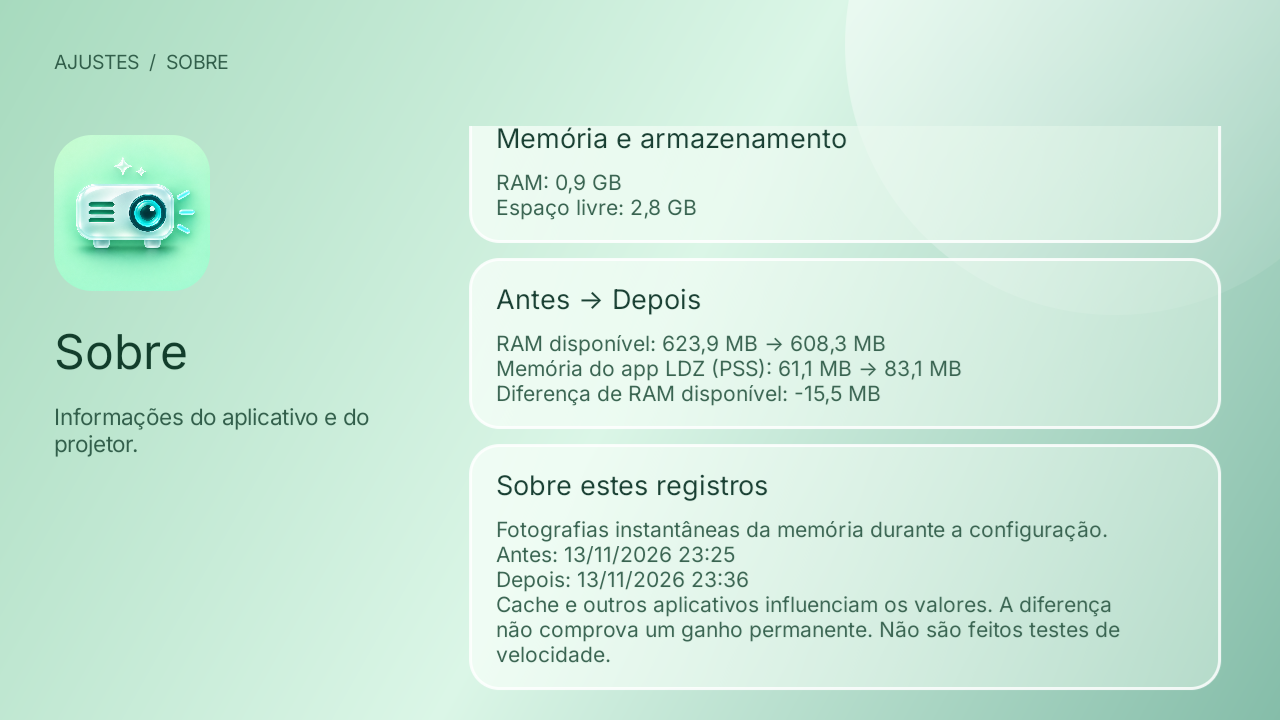 AJUSTES / SOBRE
Sobre
Informações do aplicativo e do
projetor.
Memória e armazenamento
RAM: 0,9 GB
Espaço livre: 2,8 GB
Antes → Depois
RAM disponível: 623,9 MB → 608,3 MB
Memória do app LDZ (PSS): 61,1 MB → 83,1 MB
Diferença de RAM disponível: -15,5 MB
Sobre estes registros
Fotografias instantâneas da memória durante a configuração.
Antes: 13/11/2026 23:25
Depois: 13/11/2026 23:36
Cache e outros aplicativos influenciam os valores. A diferença
não comprova um ganho permanente. Não são feitos testes de
velocidade.